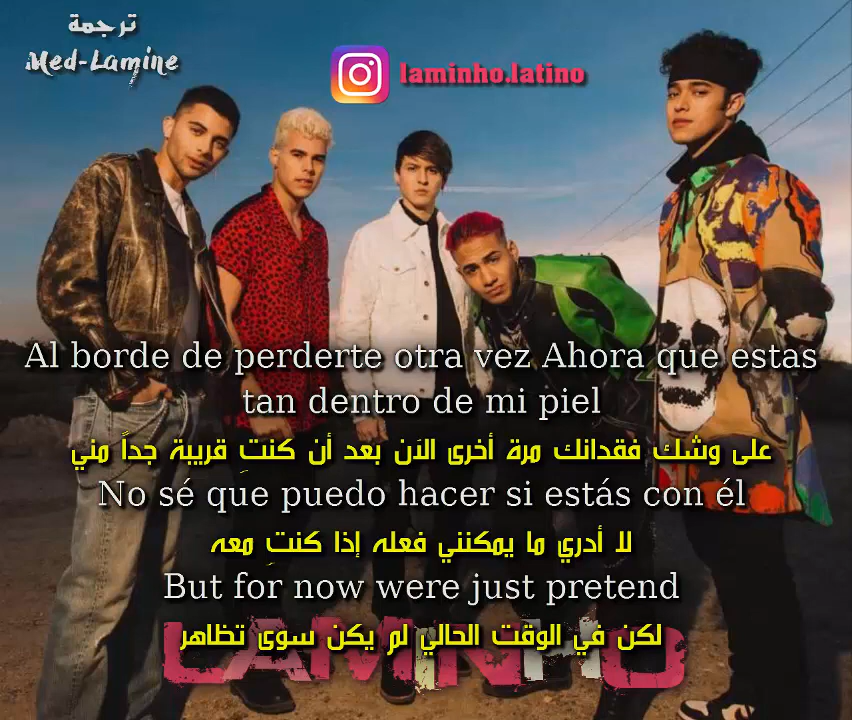 ترجمة
Med-Lamine
laminho.latino
Al borde de perderte otra vez Ahora que estas
tan dentro de mi piel
على وشك فقدانك مرة أخرى الآن بعد أن كنتِ قريبة جداً مني
No sé que puedo hacer si estás con él
لا أدري ما يمكنني فعله إذا كنتِ معه
But for now were just pretend
لكن في الوقت الحالي لم يكن سوى تظاهر
LAMINHO